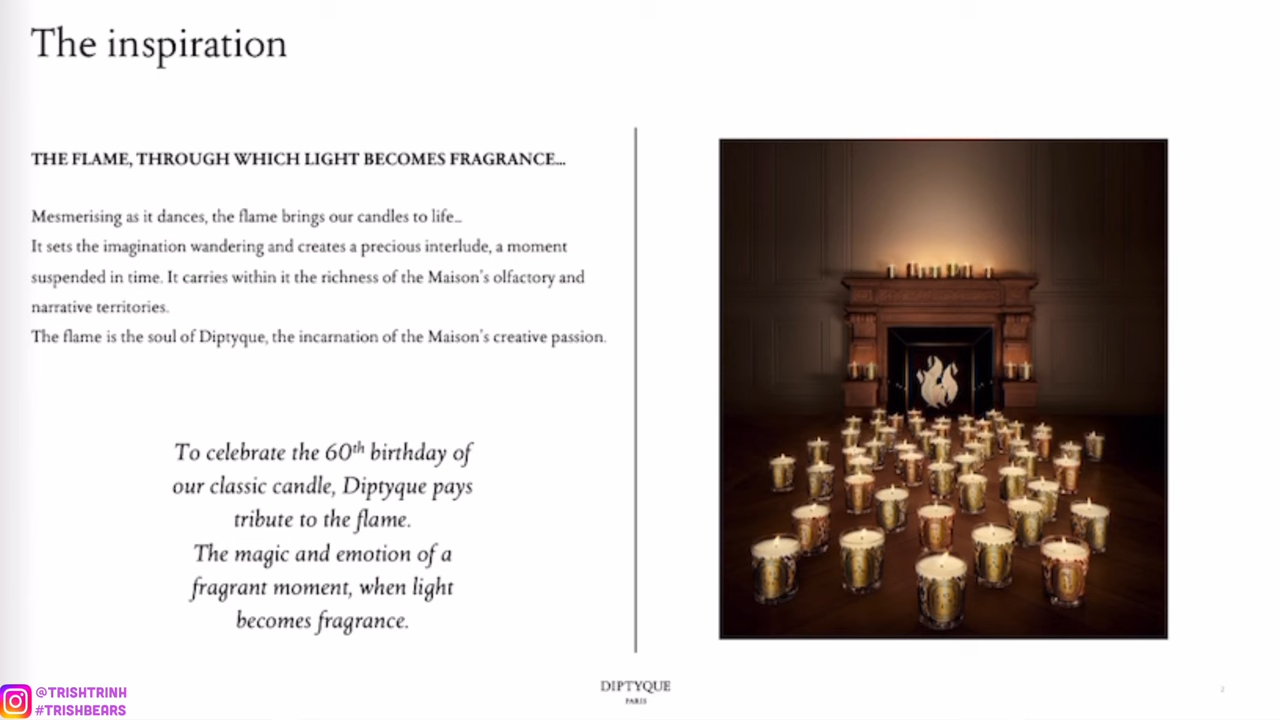 The inspiration
THE FLAME, THROUGH WHICH LIGHT BECOMES FRAGRANCE...
Mesmerising as it dances, the flame brings our candles to life...
It sets the imagination wandering and creates a precious interlude, a moment
suspended in time. It carries within it the richness of the Maison's olfactory and
narrative territories.
The flame is the soul of Diptyque, the incarnation of the Maison's creative passion.
To celebrate the 60th birthday of
our classic candle, Diptyque pays
tribute to the flame.
The magic and emotion of a
fragrant moment, when light
becomes fragrance.
DIPTYQUE
PARIS
2
@TRISHTRINH
#TRISHBEARS